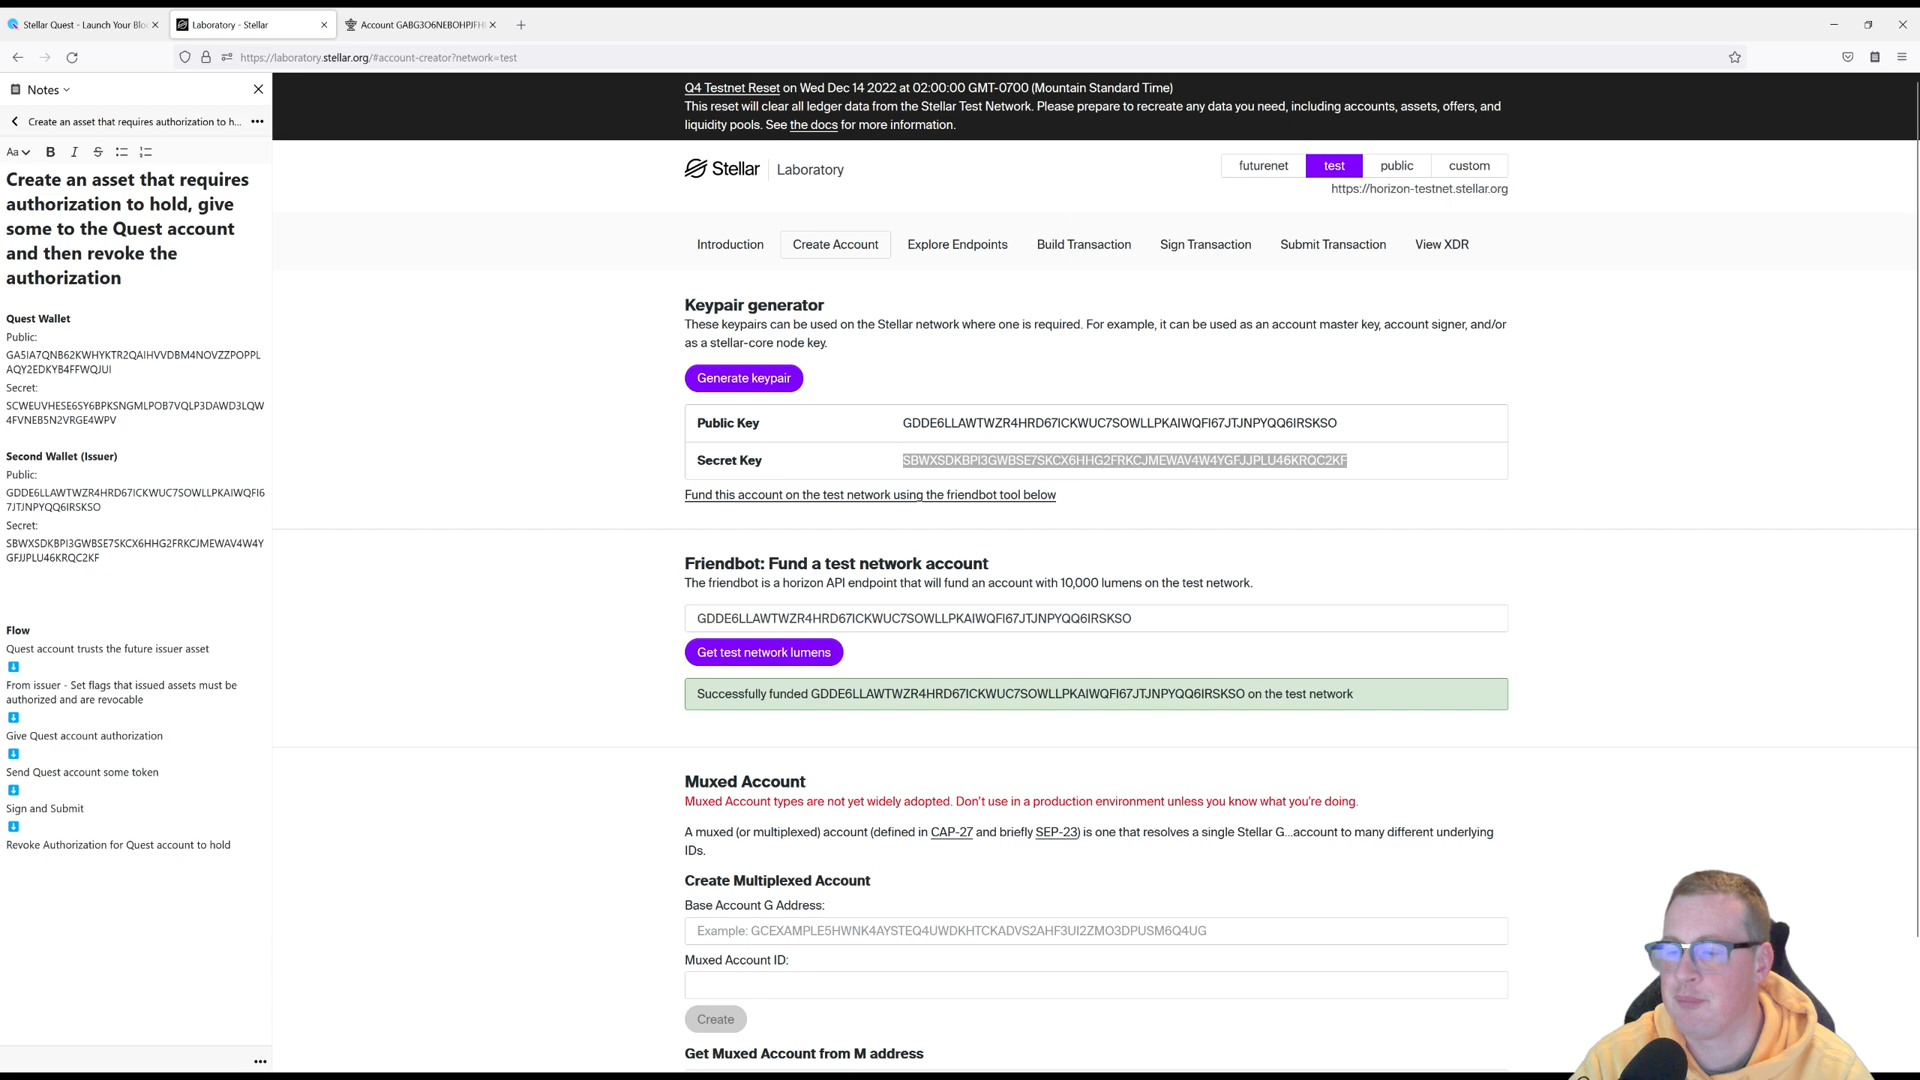 Stellar Quest - Launch Your Blo
Laboratory - Stellar
Account GABG3O6NEBOHPJFHI
https://laboratory.stellar.org/#account-creator?network=test
Notes
Create an asset that requires authorization to h...
Aa
B
I
S
Create an asset that requires
authorization to hold, give
some to the Quest account
and then revoke the
authorization
Quest Wallet
Public:
GA5IA7QNB62KWHYKTR2QAIHVVDBM4NOVZZPOPPL
AQY2EDKYB4FFWQJUI
Secret:
SCWEUVHESE6SY6BPKSNGMLPOB7VQLP3DAWD3LQW
4FVNEB5N2VRGE4WPV
Second Wallet (Issuer)
Public:
GDDE6LLAWTWZR4HRD67ICKWUC7SOWLLPKAIWQFI6
7JTJNPYQQ6IRSKSO
Secret:
SBWXSDKBPI3GWBSE7SKCX6HHG2FRKCJMEWAV4W4Y
GFJJPLU46KRQC2KF
Flow
Quest account trusts the future issuer asset
From issuer - Set flags that issued assets must be
authorized and are revocable
Give Quest account authorization
Send Quest account some token
Sign and Submit
Revoke Authorization for Quest account to hold
Q4 Testnet Reset on Wed Dec 14 2022 at 02:00:00 GMT-0700 (Mountain Standard Time)
This reset will clear all ledger data from the Stellar Test Network. Please prepare to recreate any data you need, including accounts, assets, offers, and
liquidity pools. See the docs for more information.
Stellar Laboratory
futurenet test public custom
https://horizon-testnet.stellar.org
Introduction Create Account Explore Endpoints Build Transaction Sign Transaction Submit Transaction View XDR
Keypair generator
These keypairs can be used on the Stellar network where one is required. For example, it can be used as an account master key, account signer, and/or
as a stellar-core node key.
Generate keypair
Public Key GDDE6LLAWTWZR4HRD67ICKWUC7SOWLLPKAIWQFI67JTJNPYQQ6IRSKSO
Secret Key SBWXSDKBPI3GWBSE7SKCX6HHG2FRKCJMEWAV4W4YGFJJPLU46KRQC2KF
Fund this account on the test network using the friendbot tool below
Friendbot: Fund a test network account
The friendbot is a horizon API endpoint that will fund an account with 10,000 lumens on the test network.
GDDE6LLAWTWZR4HRD67ICKWUC7SOWLLPKAIWQFI67JTJNPYQQ6IRSKSO
Get test network lumens
Successfully funded GDDE6LLAWTWZR4HRD67ICKWUC7SOWLLPKAIWQFI67JTJNPYQQ6IRSKSO on the test network
Muxed Account
Muxed Account types are not yet widely adopted. Don't use in a production environment unless you know what you're doing.
A muxed (or multiplexed) account (defined in CAP-27 and briefly SEP-23) is one that resolves a single Stellar G...account to many different underlying
IDs.
Create Multiplexed Account
Base Account G Address:
Example: GCEXAMPLE5HWNK4AYSTEQ4UWDKHTCKADVS2AHF3UI2ZMO3DPUSM6Q4UG
Muxed Account ID:
Create
Get Muxed Account from M address